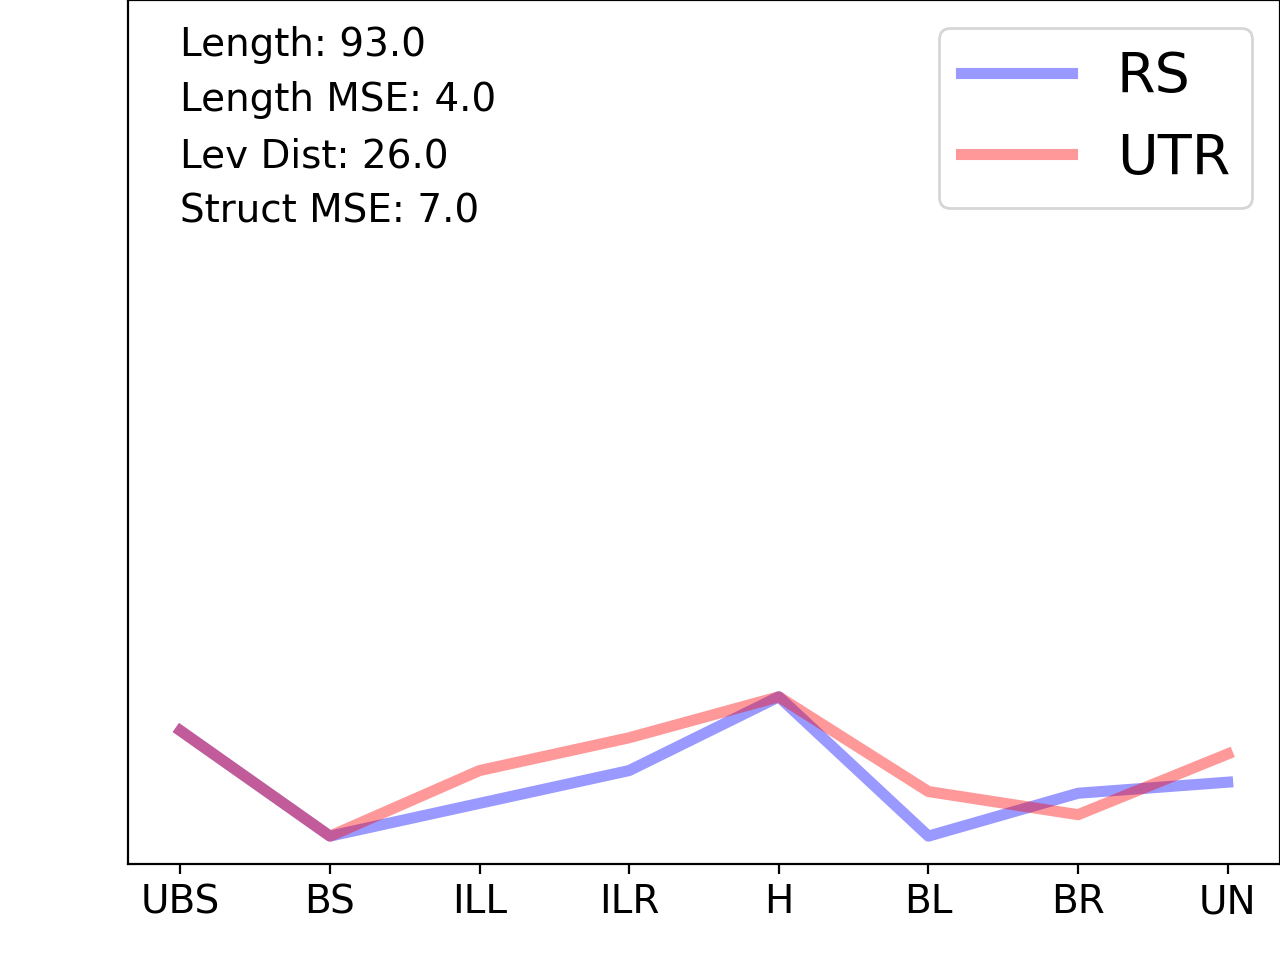 Length: 93.0
Length MSE: 4.0
Lev Dist: 26.0
Struct MSE: 7.0
RS
UTR
UBS BS ILL ILR H BL BR UN